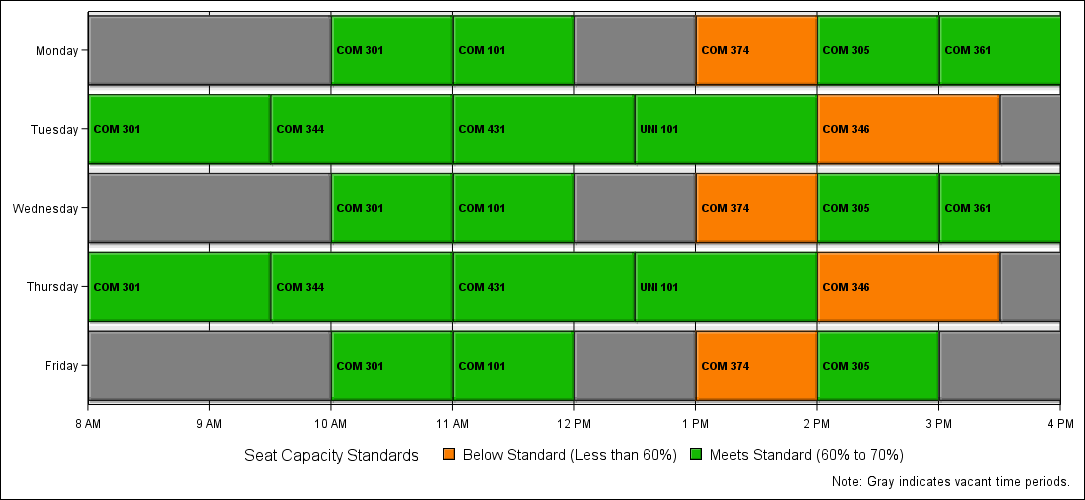 Monday COM 301 COM 101 COM 374 COM 305 COM 361
Tuesday COM 301 COM 344 COM 431 UNI 101 COM 346
Wednesday COM 301 COM 101 COM 374 COM 305 COM 361
Thursday COM 301 COM 344 COM 431 UNI 101 COM 346
Friday COM 301 COM 101 COM 374 COM 305
8 AM 9 AM 10 AM 11 AM 12 PM 1 PM 2 PM 3 PM 4 PM
Seat Capacity Standards Below Standard (Less than 60%) Meets Standard (60% to 70%)
Note: Gray indicates vacant time periods.